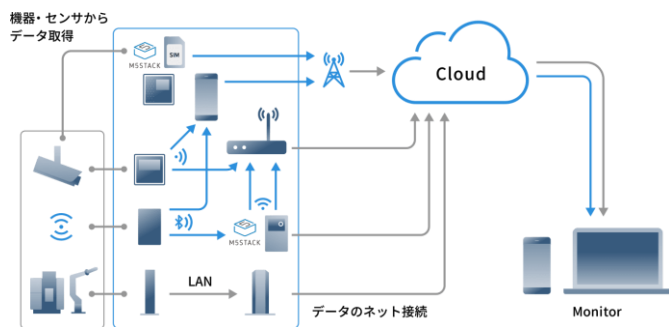 機器・センサから
データ取得
M5STACK
SIM
Cloud
M5STACK
LAN
データのネット接続
Monitor